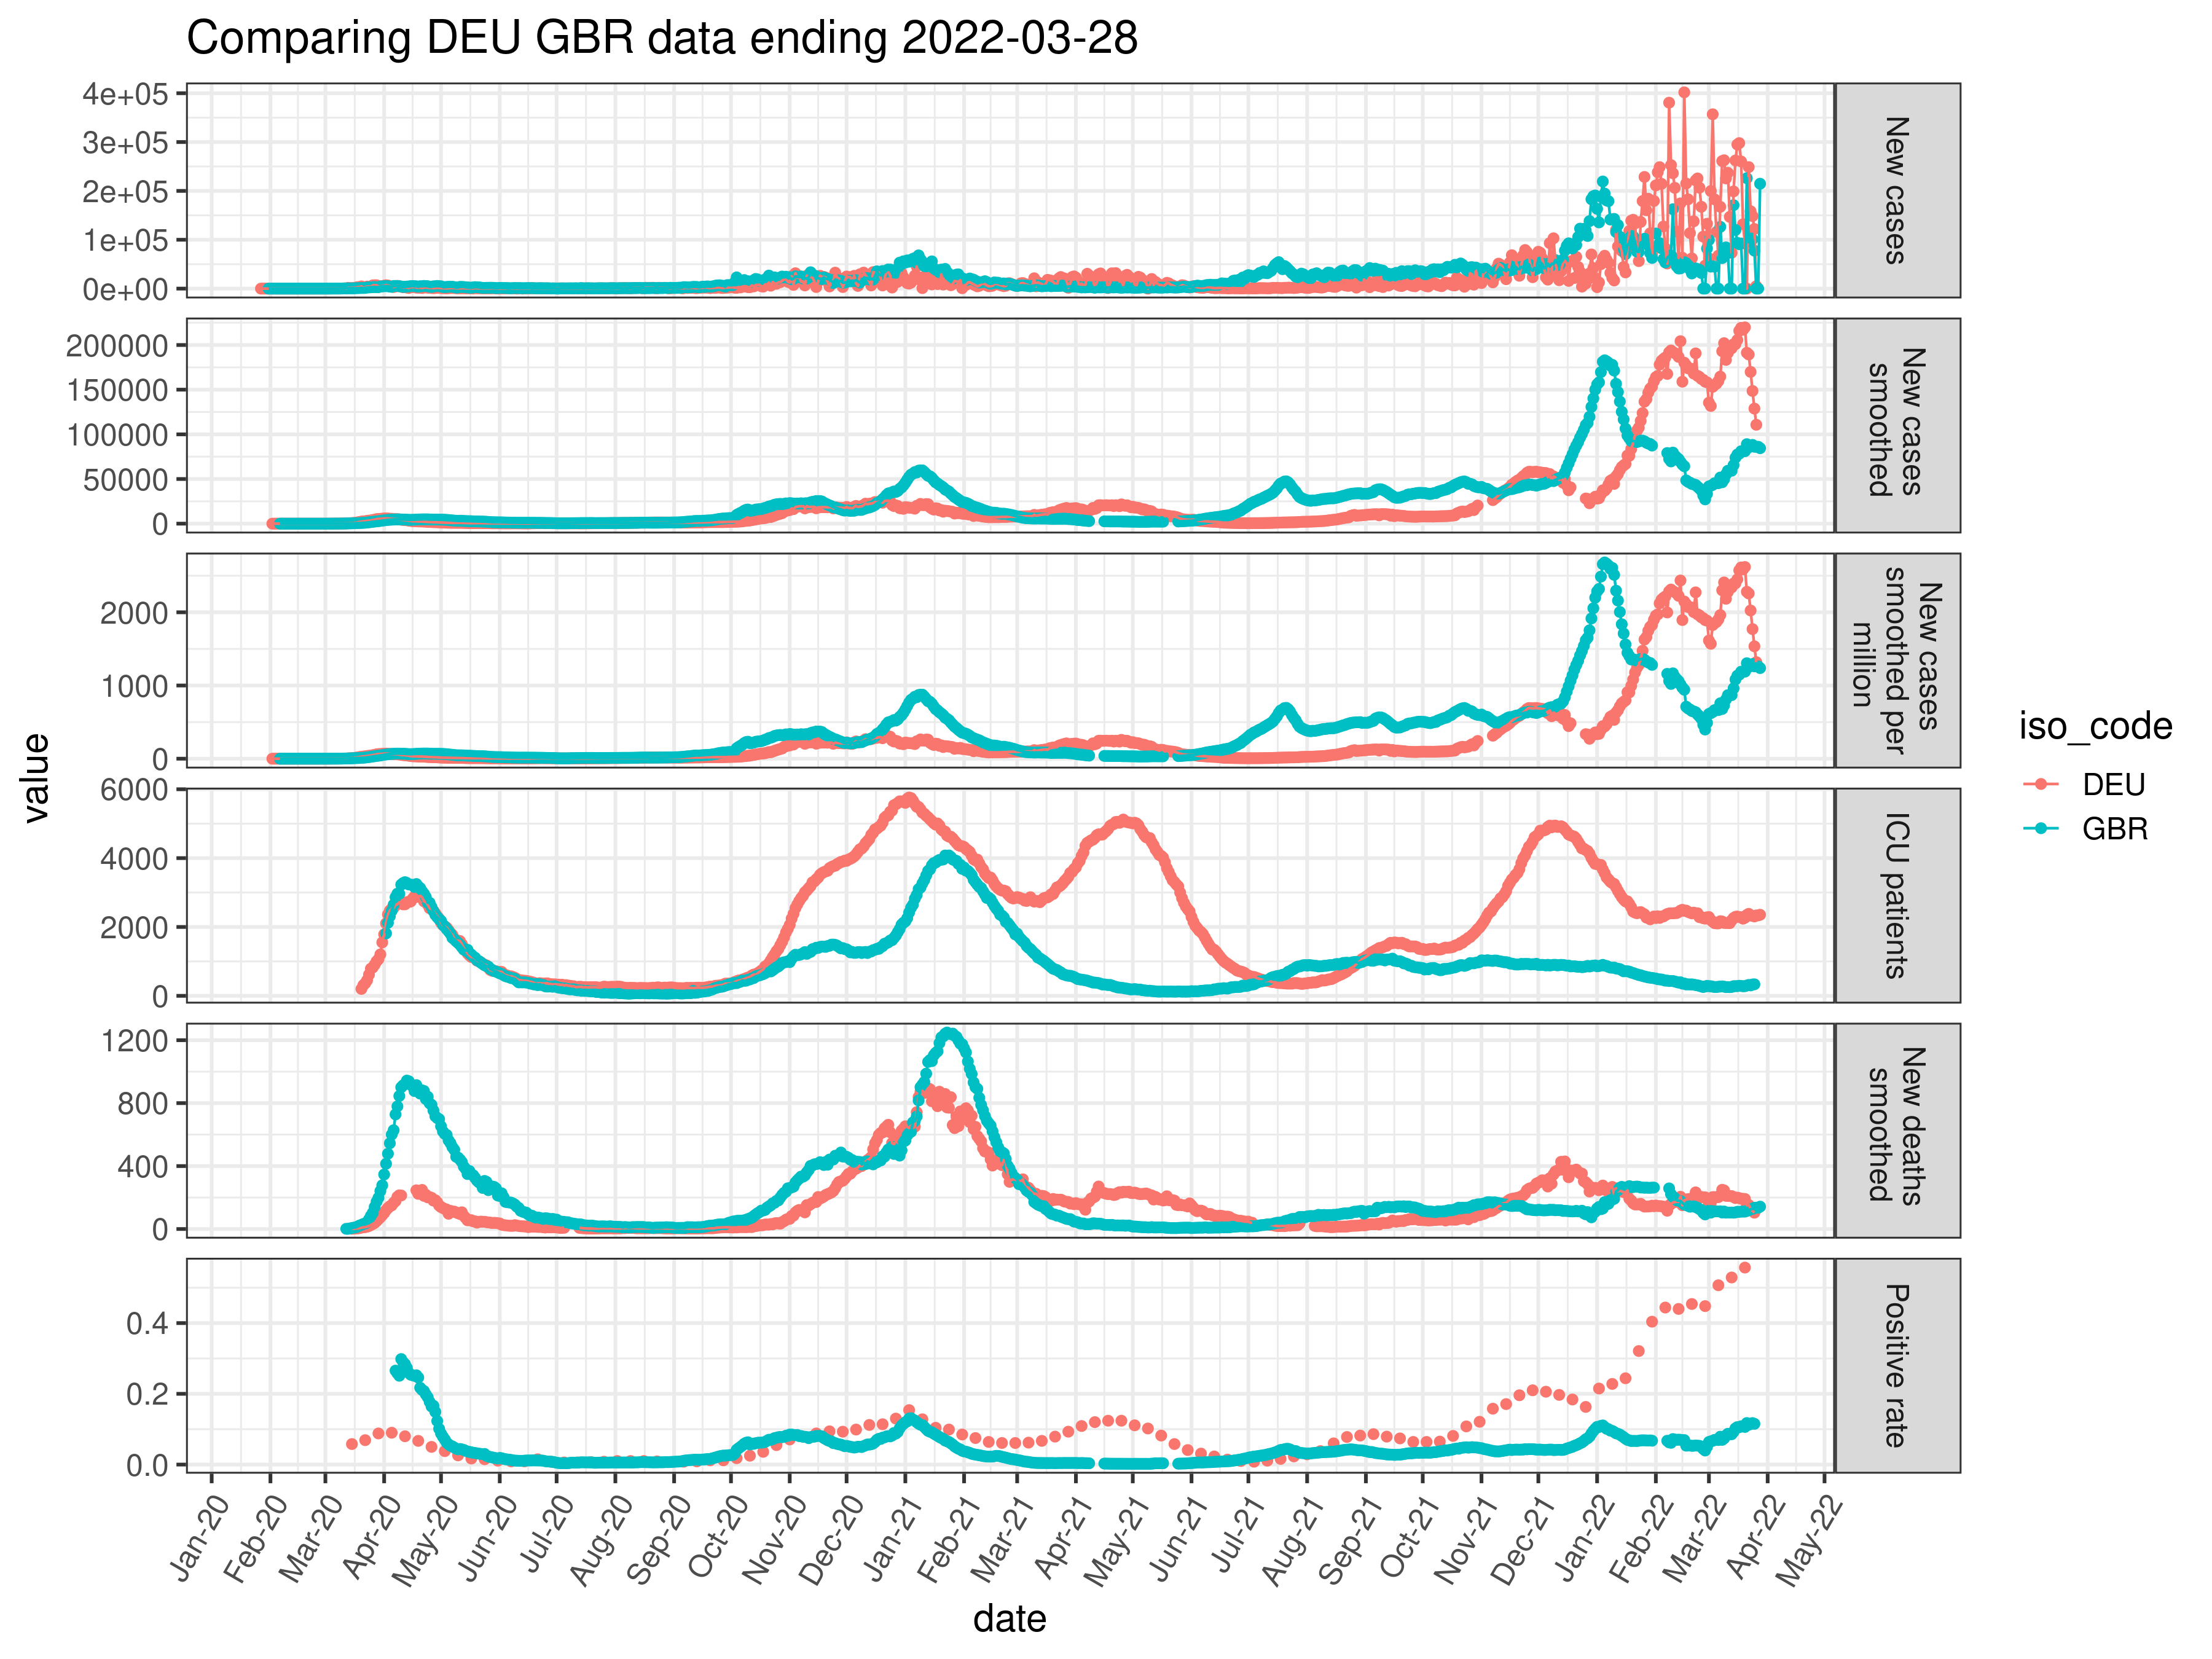 Comparing DEU GBR data ending 2022-03-28
value
4e+05
3e+05
2e+05
1e+05
0e+00
New cases
200000
150000
100000
50000
0
New cases
smoothed
2000
1000
0
New cases
smoothed per
million
6000
4000
2000
0
ICU patients
1200
800
400
0
New deaths
smoothed
0.4
0.2
0.0
Positive rate
Jan-20
Feb-20
Mar-20
Apr-20
May-20
Jun-20
Jul-20
Aug-20
Sep-20
Oct-20
Nov-20
Dec-20
Jan-21
Feb-21
Mar-21
Apr-21
May-21
Jun-21
Jul-21
Aug-21
Sep-21
Oct-21
Nov-21
Dec-21
Jan-22
Feb-22
Mar-22
Apr-22
May-22
date
iso_code
DEU
GBR